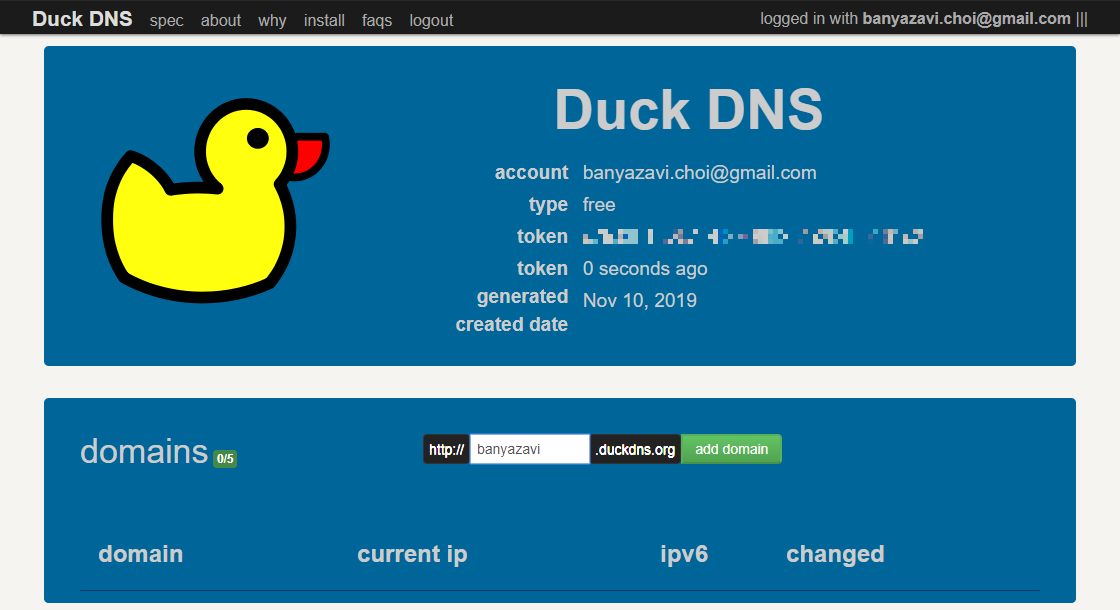 Duck DNS spec about why install faqs logout logged in with banyazavi.choi@gmail.com |||
Duck DNS
account banyazavi.choi@gmail.com
type free
token
token generated 0 seconds ago
created date Nov 10, 2019
domains 0/5 http:// banyazavi .duckdns.org add domain
domain current ip ipv6 changed